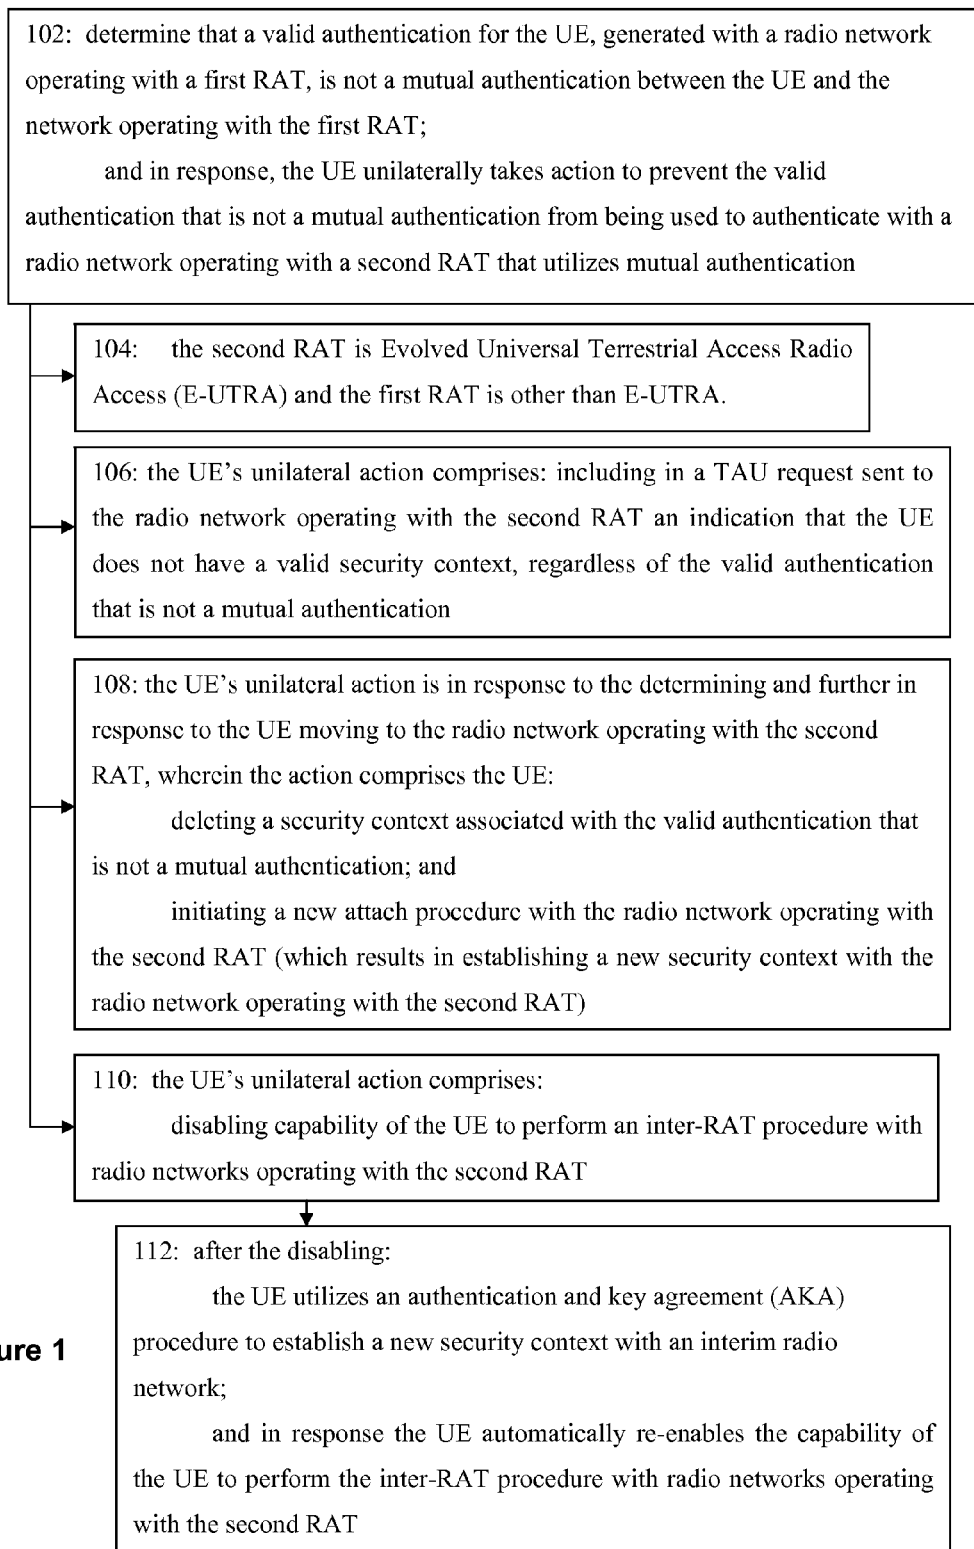 102: determine that a valid authentication for the UE, generated with a radio network
operating with a first RAT, is not a mutual authentication between the UE and the
network operating with the first RAT;
and in response, the UE unilaterally takes action to prevent the valid
authentication that is not a mutual authentication from being used to authenticate with a
radio network operating with a second RAT that utilizes mutual authentication
104: the second RAT is Evolved Universal Terrestrial Access Radio
Access (E-UTRA) and the first RAT is other than E-UTRA.
106: the UE's unilateral action comprises: including in a TAU request sent to
the radio network operating with the second RAT an indication that the UE
does not have a valid security context, regardless of the valid authentication
that is not a mutual authentication
108: the UE's unilateral action is in response to the determining and further in
response to the UE moving to the radio network operating with the second
RAT, wherein the action comprises the UE:
deleting a security context associated with the valid authentication that
is not a mutual authentication; and
initiating a new attach procedure with the radio network operating with
the second RAT (which results in establishing a new security context with the
radio network operating with the second RAT)
110: the UE's unilateral action comprises:
disabling capability of the UE to perform an inter-RAT procedure with
radio networks operating with the second RAT
112: after the disabling:
the UE utilizes an authentication and key agreement (AKA)
procedure to establish a new security context with an interim radio
network;
and in response the UE automatically re-enables the capability of
the UE to perform the inter-RAT procedure with radio networks operating
with the second RAT
ure 1